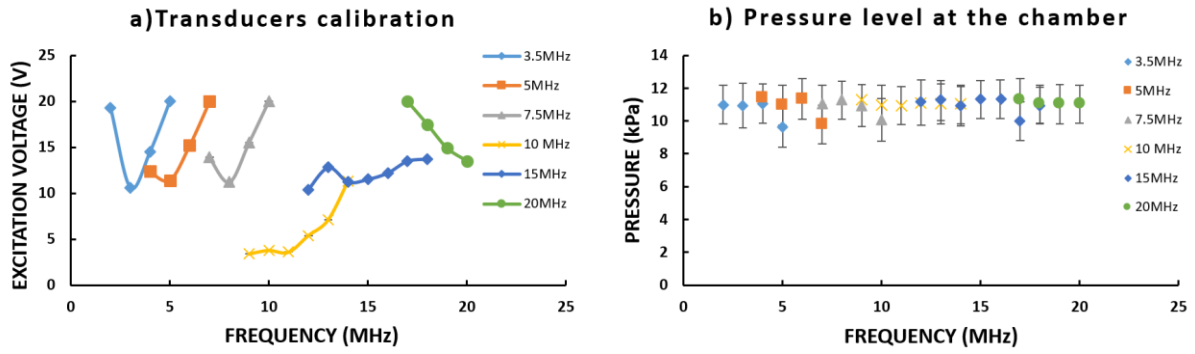 a)Transducers calibration
EXCITATION VOLTAGE (V)
25
20
15
10
5
0
0 5 10 15 20 25
FREQUENCY (MHz)
3.5MHz
5MHz
7.5MHz
10 MHz
15MHz
20MHz
b) Pressure level at the chamber
PRESSURE (kPa)
14
12
10
8
6
4
2
0
0 5 10 15 20 25
FREQUENCY (MHz)
3.5MHz
5MHz
7.5MHz
10 MHz
15MHz
20MHz